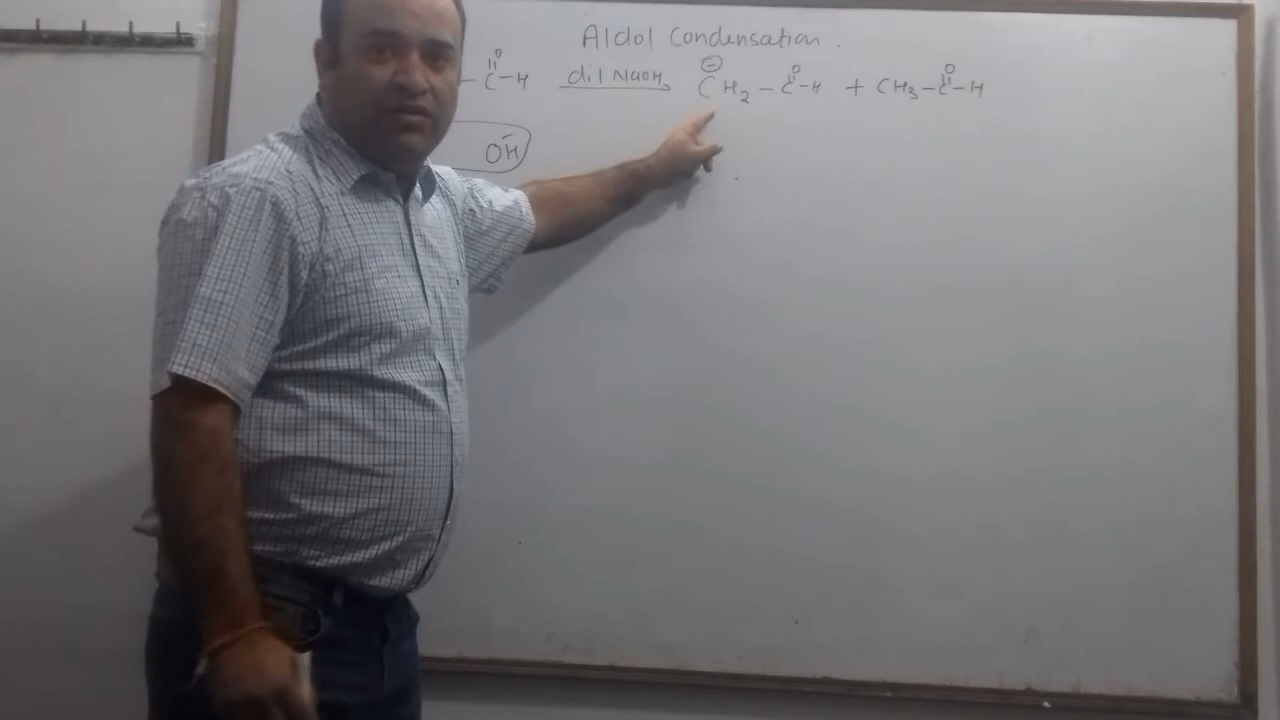 Aldol Condensation.
O O O
– C – H dil NaOH ⊖CH₂ – C – H + CH₃ – C – H
OH⁻